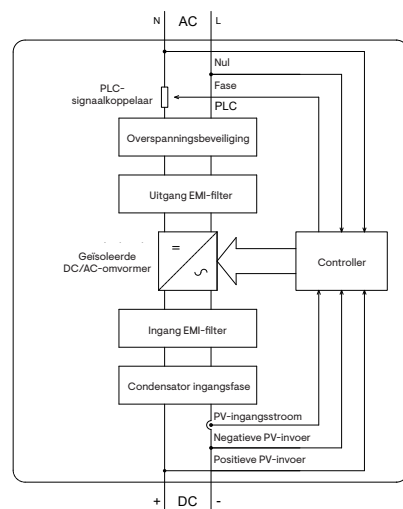 N AC L
Nul
Fase
PLC-
signaalkoppelaar
PLC
Overspanningsbeveiliging
Uitgang EMI-filter
Geïsoleerde
DC/AC-omvormer
=
Controller
Ingang EMI-filter
Condensator ingangsfase
PV-ingangsstroom
Negatieve PV-invoer
Positieve PV-invoer
+ DC -